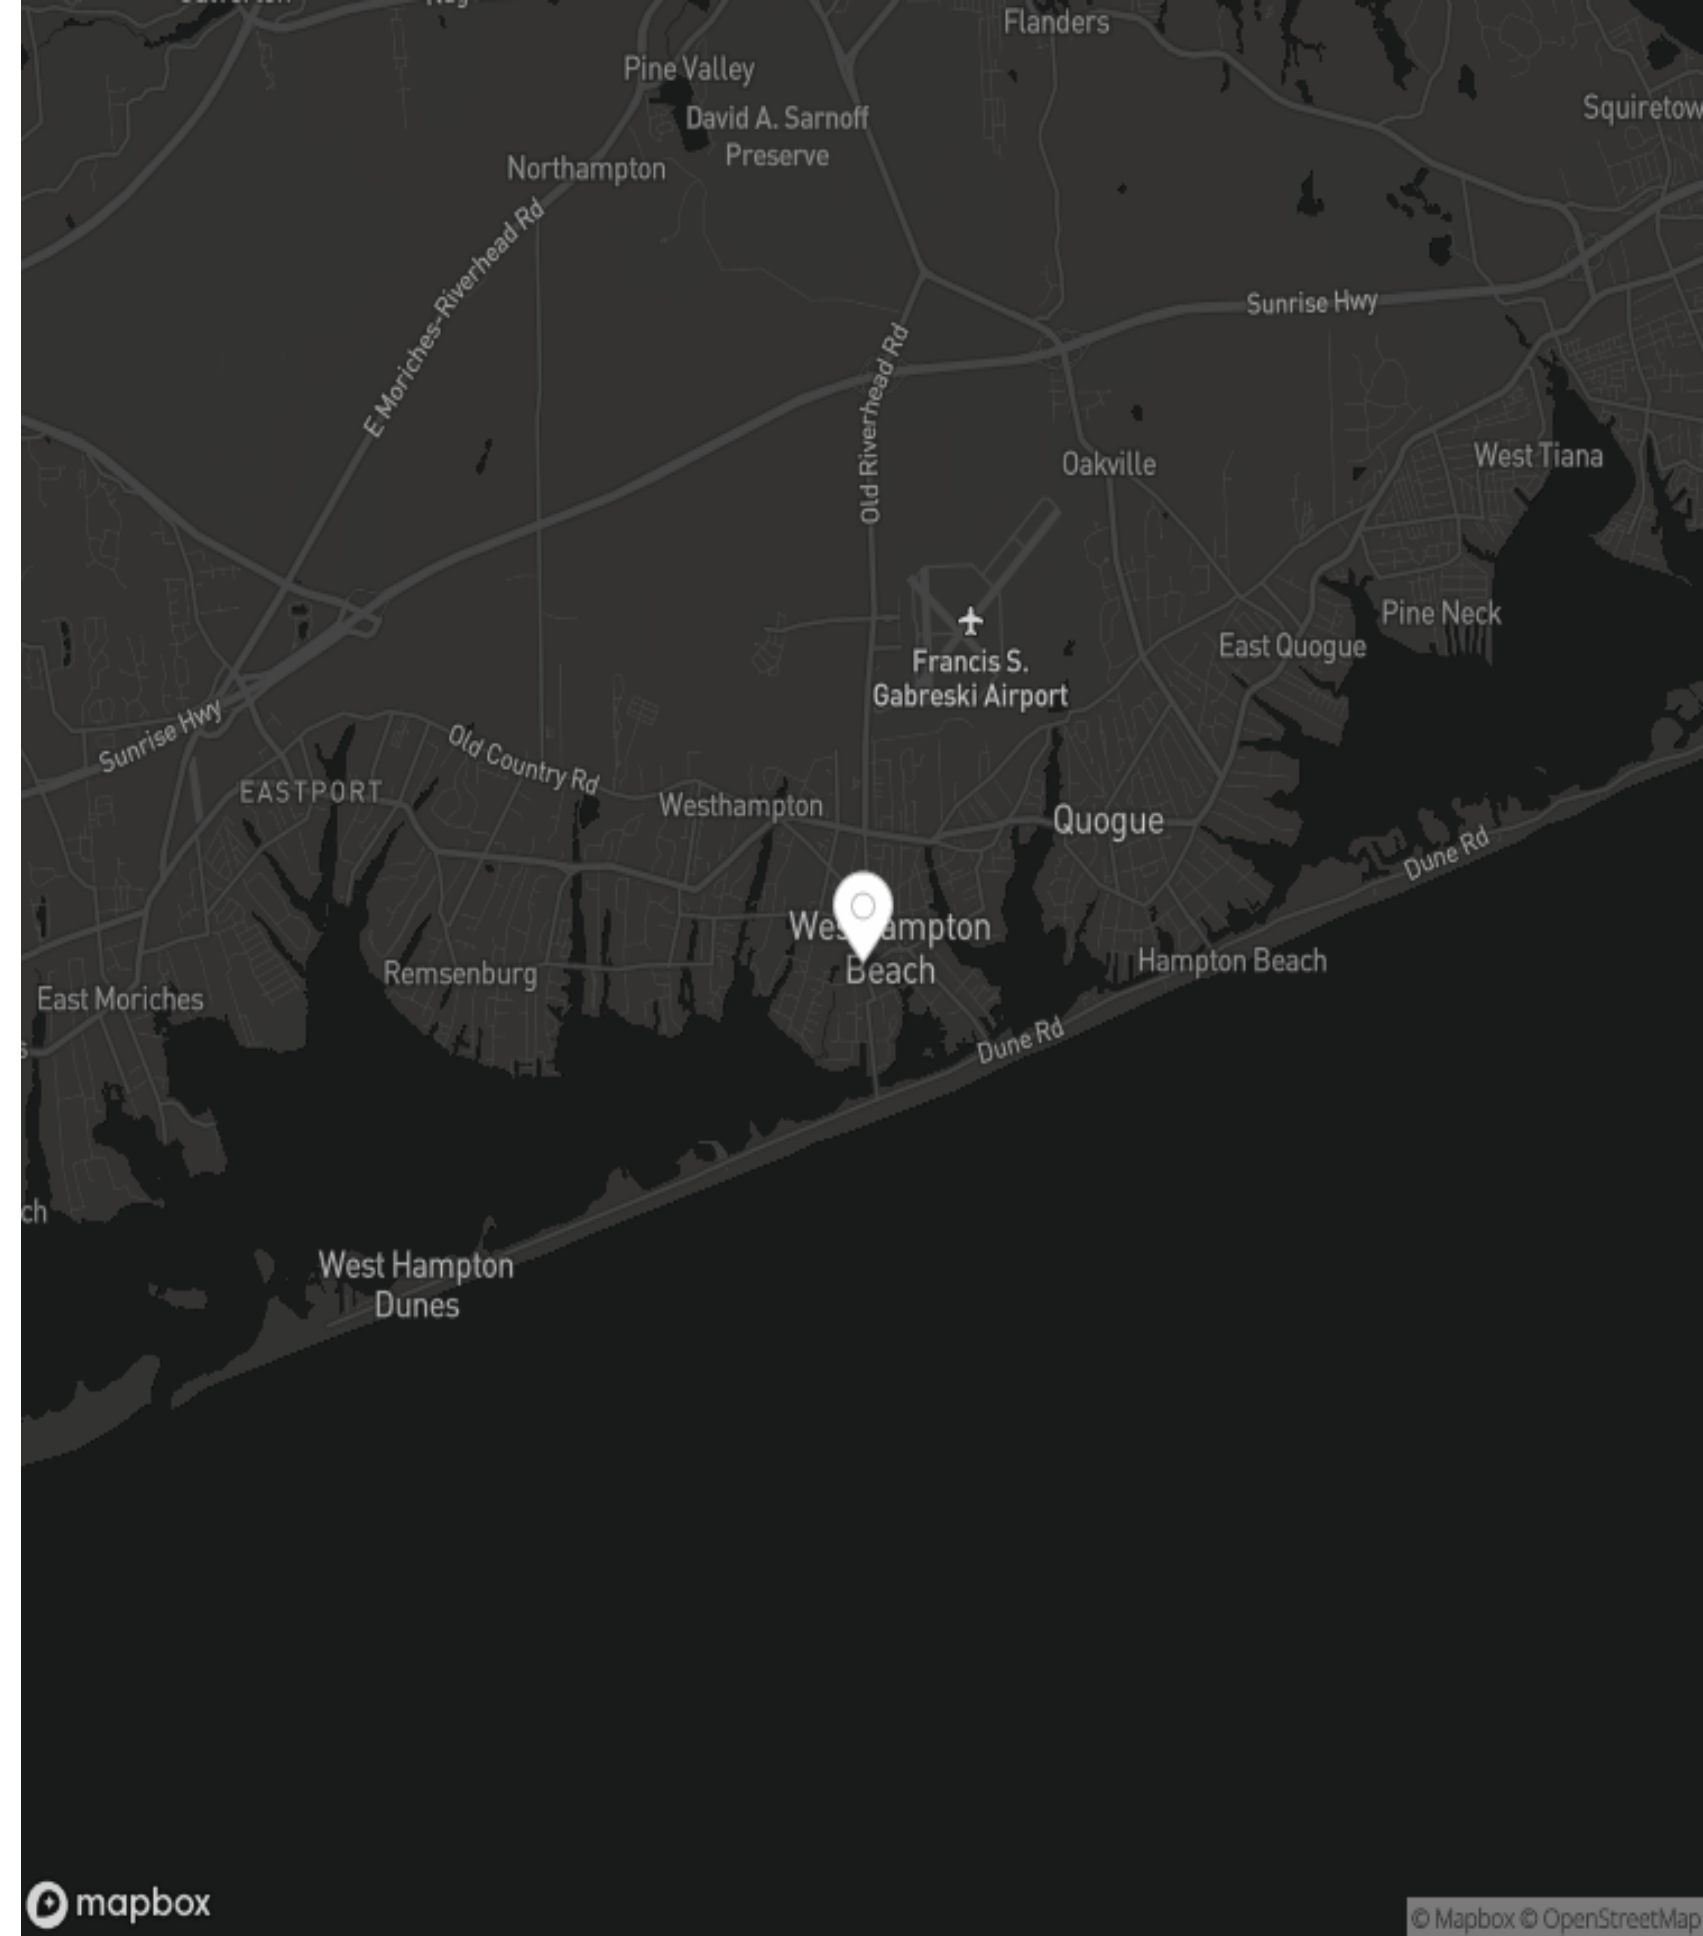 Flanders
Pine Valley
David A. Sarnoff
Preserve
Northampton
E Moriches-Riverhead Rd
Sunrise Hwy
Old Riverhead Rd
Oakville
West Tiana
Pine Neck
East Quogue
Francis S.
Gabreski Airport
Sunrise Hwy
Old Country Rd
EASTPORT
Westhampton
Quogue
Dune Rd
Beach
Hampton Beach
Remsenburg
East Moriches
Dune Rd
West Hampton
Dunes
mapbox
© Mapbox © OpenStreetMap